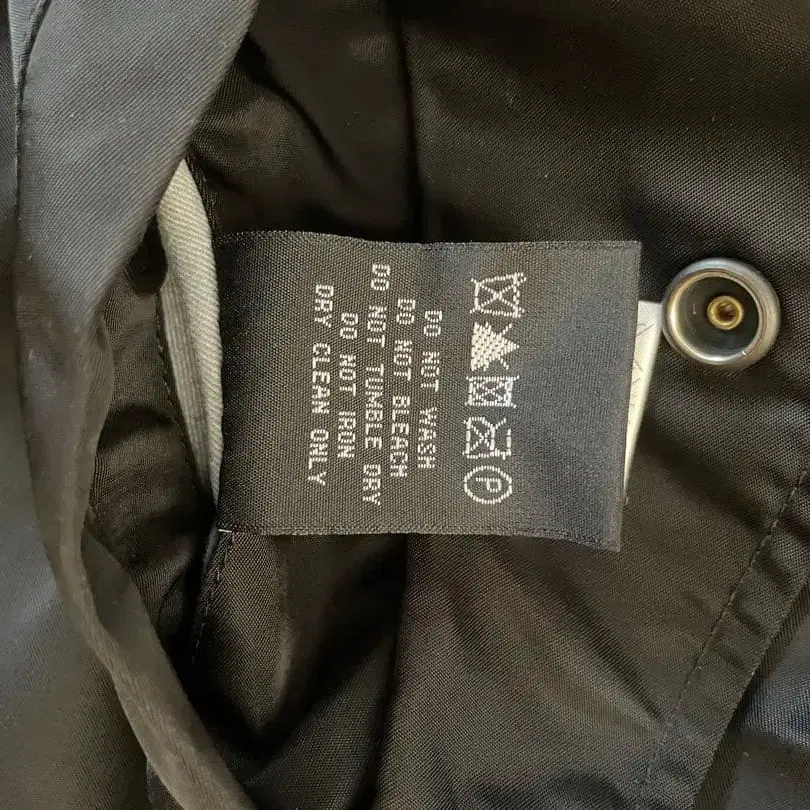 DO NOT WASH
DO NOT BLEACH
DO NOT TUMBLE DRY
DO NOT IRON
DRY CLEAN ONLY
P